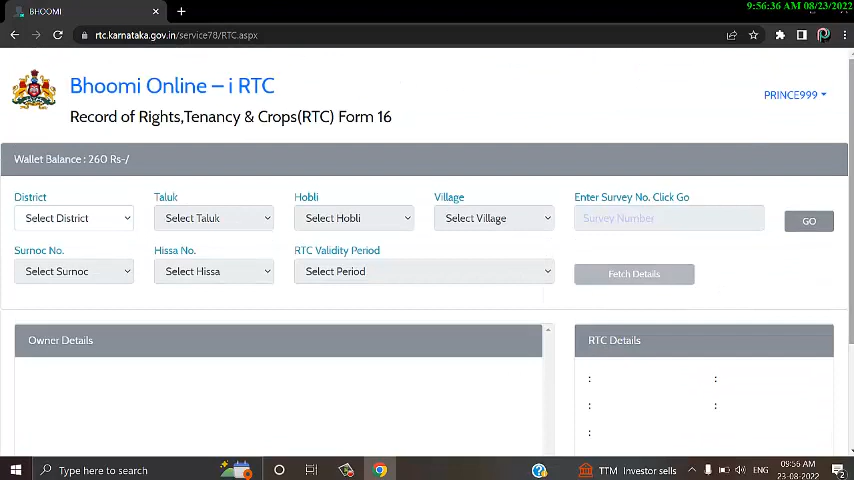 9:56:36 AM 08/23/2022
BHOOMI
rtc.karnataka.gov.in/service78/RTC.aspx
Bhoomi Online – i RTC
Record of Rights,Tenancy & Crops(RTC) Form 16
PRINCE999
Wallet Balance : 260 Rs-/
District Taluk Hobli Village Enter Survey No. Click Go
Select District Select Taluk Select Hobli Select Village Survey Number GO
Surnoc No. Hissa No. RTC Validity Period
Select Surnoc Select Hissa Select Period Fetch Details
Owner Details RTC Details
: :
: :
:
Type here to search TTM Investor sells ENG 09:56 AM
23-08-2022 2